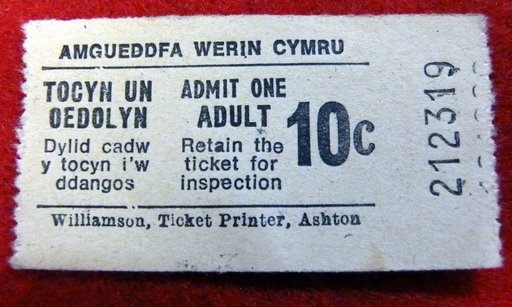 AMGUEDDFA WERIN CYMRU
TOCYN UN
OEDOLYN
Dylid cadw
y tocyn i'w
ddangos
ADMIT ONE
ADULT
Retain the
ticket for
inspection
10c
Williamson, Ticket Printer, Ashton
212319